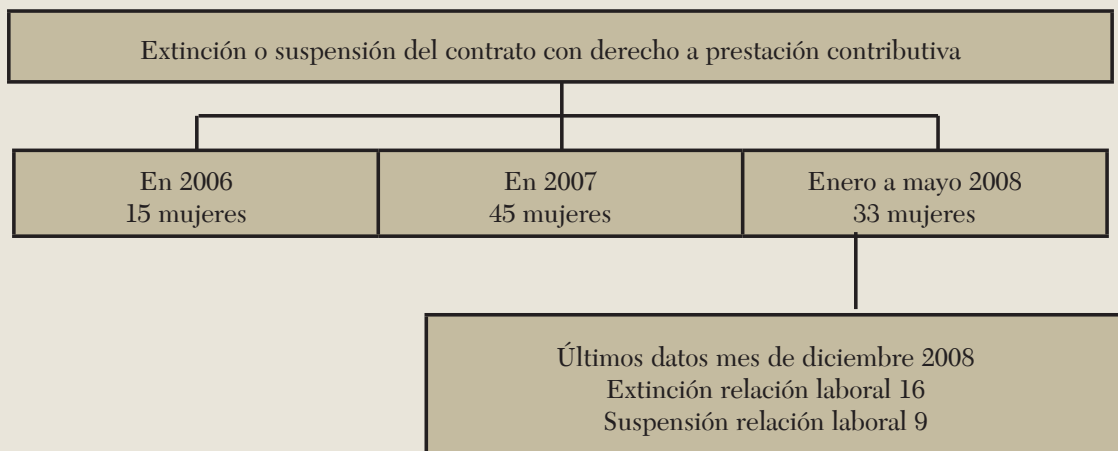 Extinción o suspensión del contrato con derecho a prestación contributiva
En 2006
15 mujeres
En 2007
45 mujeres
Enero a mayo 2008
33 mujeres
Últimos datos mes de diciembre 2008
Extinción relación laboral 16
Suspensión relación laboral 9